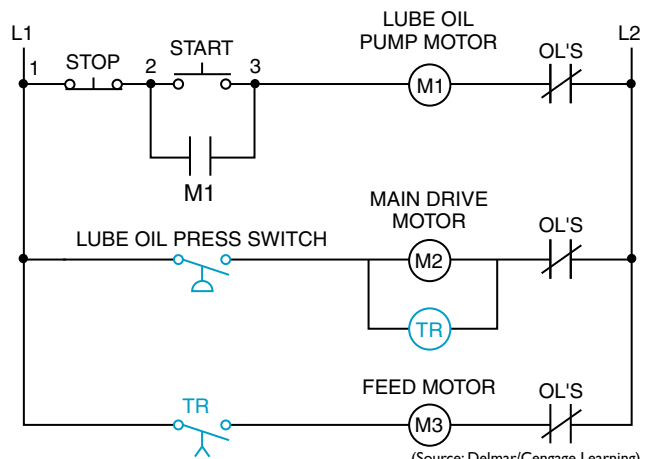 LUBE OIL
PUMP MOTOR
L1
L2
START
OL'S
1
STOP
2
3
M1
M1
MAIN DRIVE
MOTOR
OL'S
LUBE OIL PRESS SWITCH
M2
TR
TR
FEED MOTOR
OL'S
M3
(Source: Delmar/Cengage Learning)